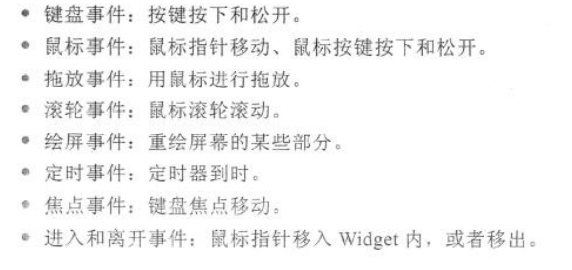 • 键盘事件：按键按下和松开。
• 鼠标事件：鼠标指针移动、鼠标按键按下和松开。
• 拖放事件：用鼠标进行拖放。
• 滚轮事件：鼠标滚轮滚动。
• 绘屏事件：重绘屏幕的某些部分。
• 定时事件：定时器到时。
• 焦点事件：键盘焦点移动。
• 进入和离开事件：鼠标指针移入 Widget 内，或者移出。